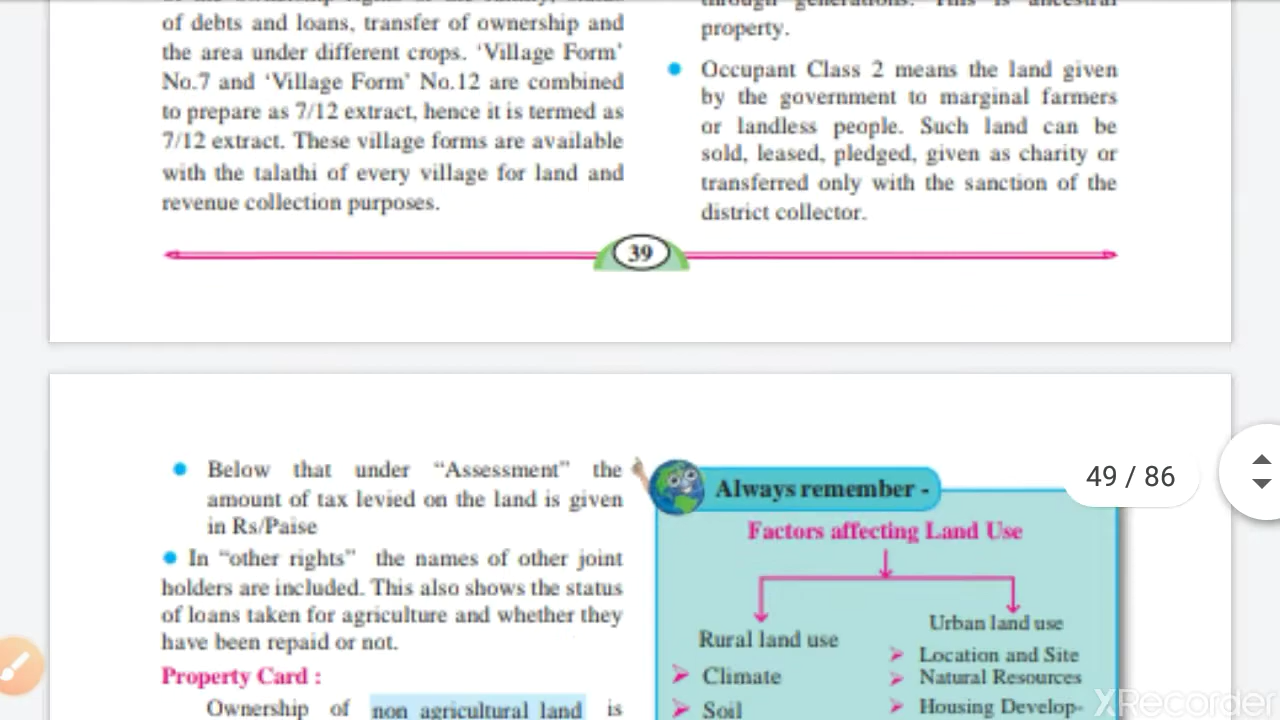 of debts and loans, transfer of ownership and
the area under different crops. ‘Village Form’
No.7 and ‘Village Form’ No.12 are combined
to prepare as 7/12 extract, hence it is termed as
7/12 extract. These village forms are available
with the talathi of every village for land and
revenue collection purposes.
through generations. This is ancestral
property.
Occupant Class 2 means the land given
by the government to marginal farmers
or landless people. Such land can be
sold, leased, pledged, given as charity or
transferred only with the sanction of the
district collector.
39
Below that under “Assessment” the
amount of tax levied on the land is given
in Rs/Paise
In “other rights” the names of other joint
holders are included. This also shows the status
of loans taken for agriculture and whether they
have been repaid or not.
Property Card :
Ownership of non agricultural land is
Always remember -
Factors affecting Land Use
Rural land use
Climate
Soil
Urban land use
Location and Site
Natural Resources
Housing Develop-
49 / 86
XRecorder